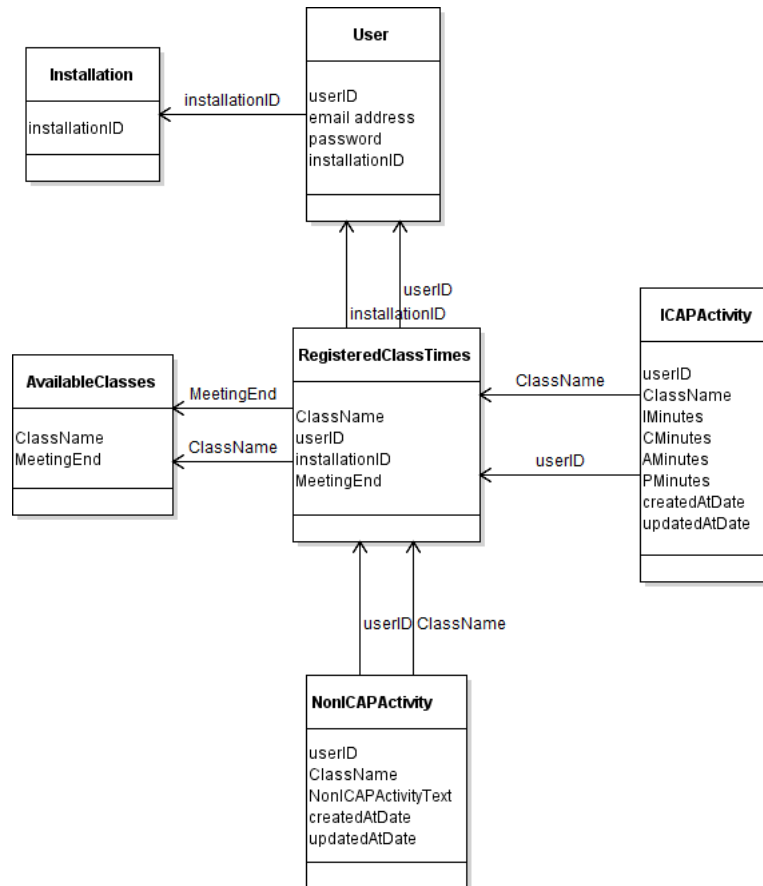 User
userID
email address
password
installationID
Installation
installationID
installationID
userID
installationID
ICAPActivity
userID
ClassName
IMinutes
CMinutes
AMinutes
PMinutes
createdAtDate
updatedAtDate
RegisteredClassTimes
ClassName
userID
installationID
MeetingEnd
AvailableClasses
ClassName
MeetingEnd
MeetingEnd
ClassName
ClassName
userID
userID ClassName
NonICAPActivity
userID
ClassName
NonICAPActivityText
createdAtDate
updatedAtDate